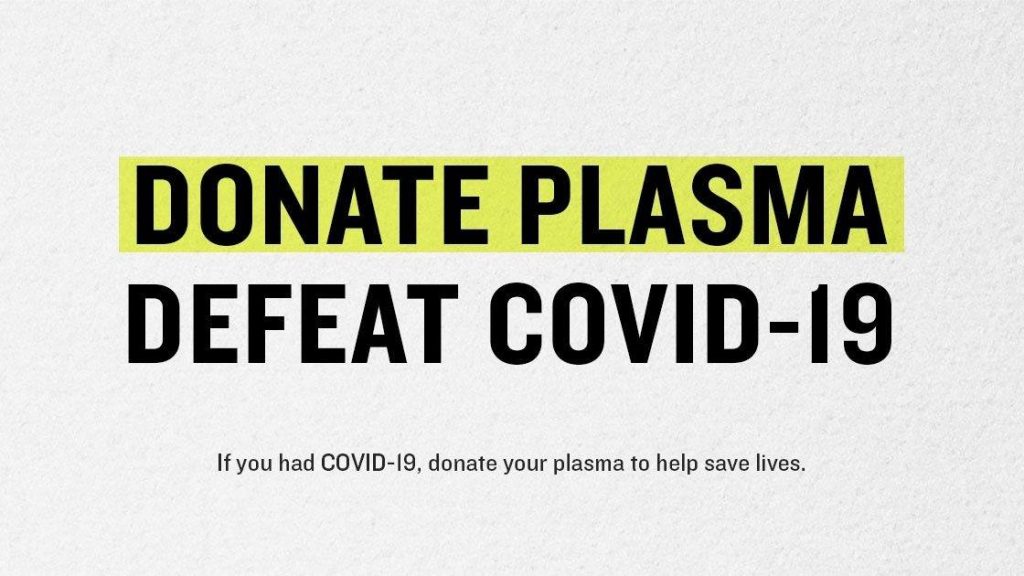 DONATE PLASMA
DEFEAT COVID-19
If you had COVID-19, donate your plasma to help save lives.